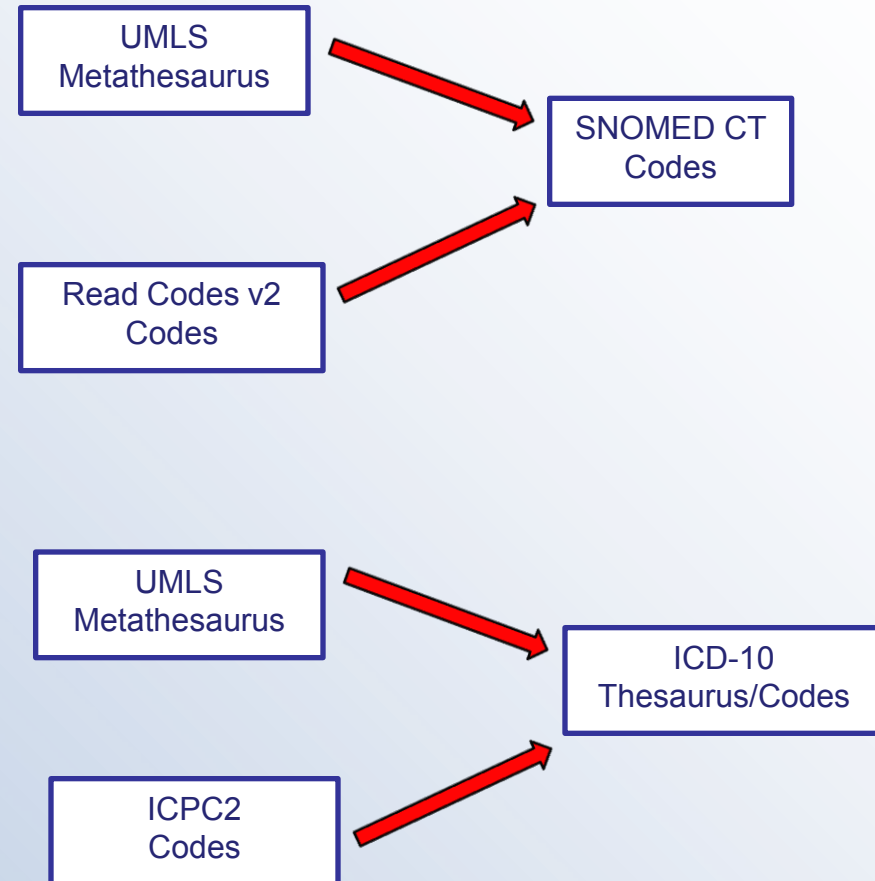 UMLS
Metathesaurus
SNOMED CT
Codes
Read Codes v2
Codes
UMLS
Metathesaurus
ICD-10
Thesaurus/Codes
ICPC2
Codes